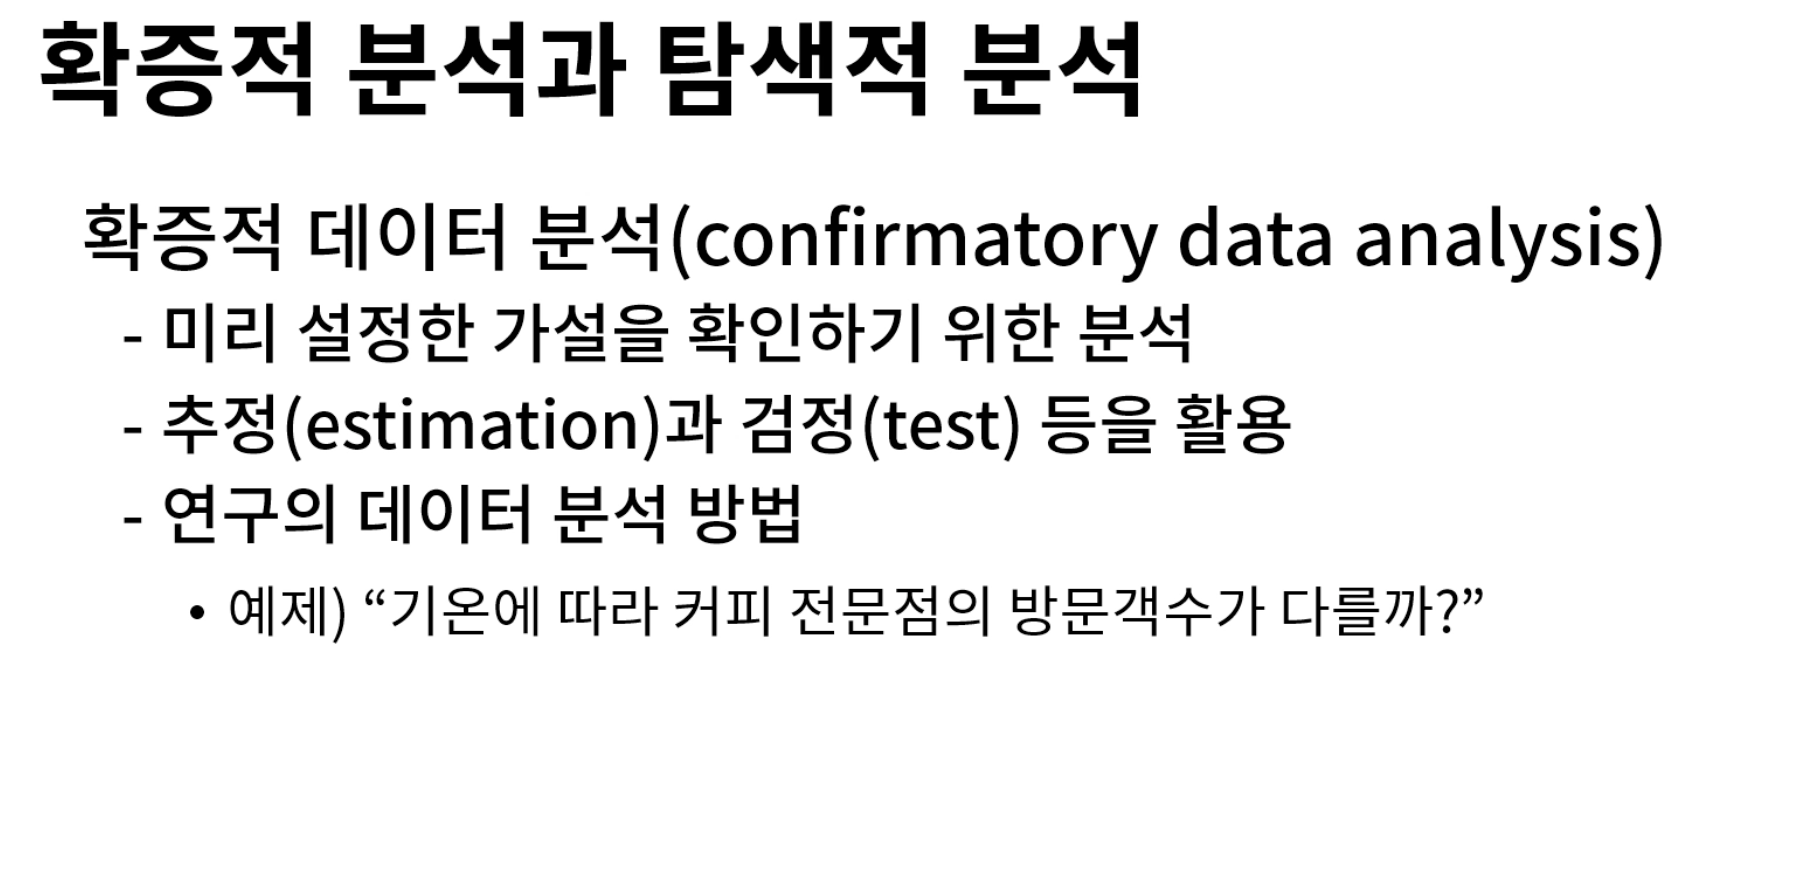 확증적 분석과 탐색적 분석
확증적 데이터 분석(confirmatory data analysis)
- 미리 설정한 가설을 확인하기 위한 분석
- 추정(estimation)과 검정(test) 등을 활용
- 연구의 데이터 분석 방법
• 예제) “기온에 따라 커피 전문점의 방문객수가 다를까?”